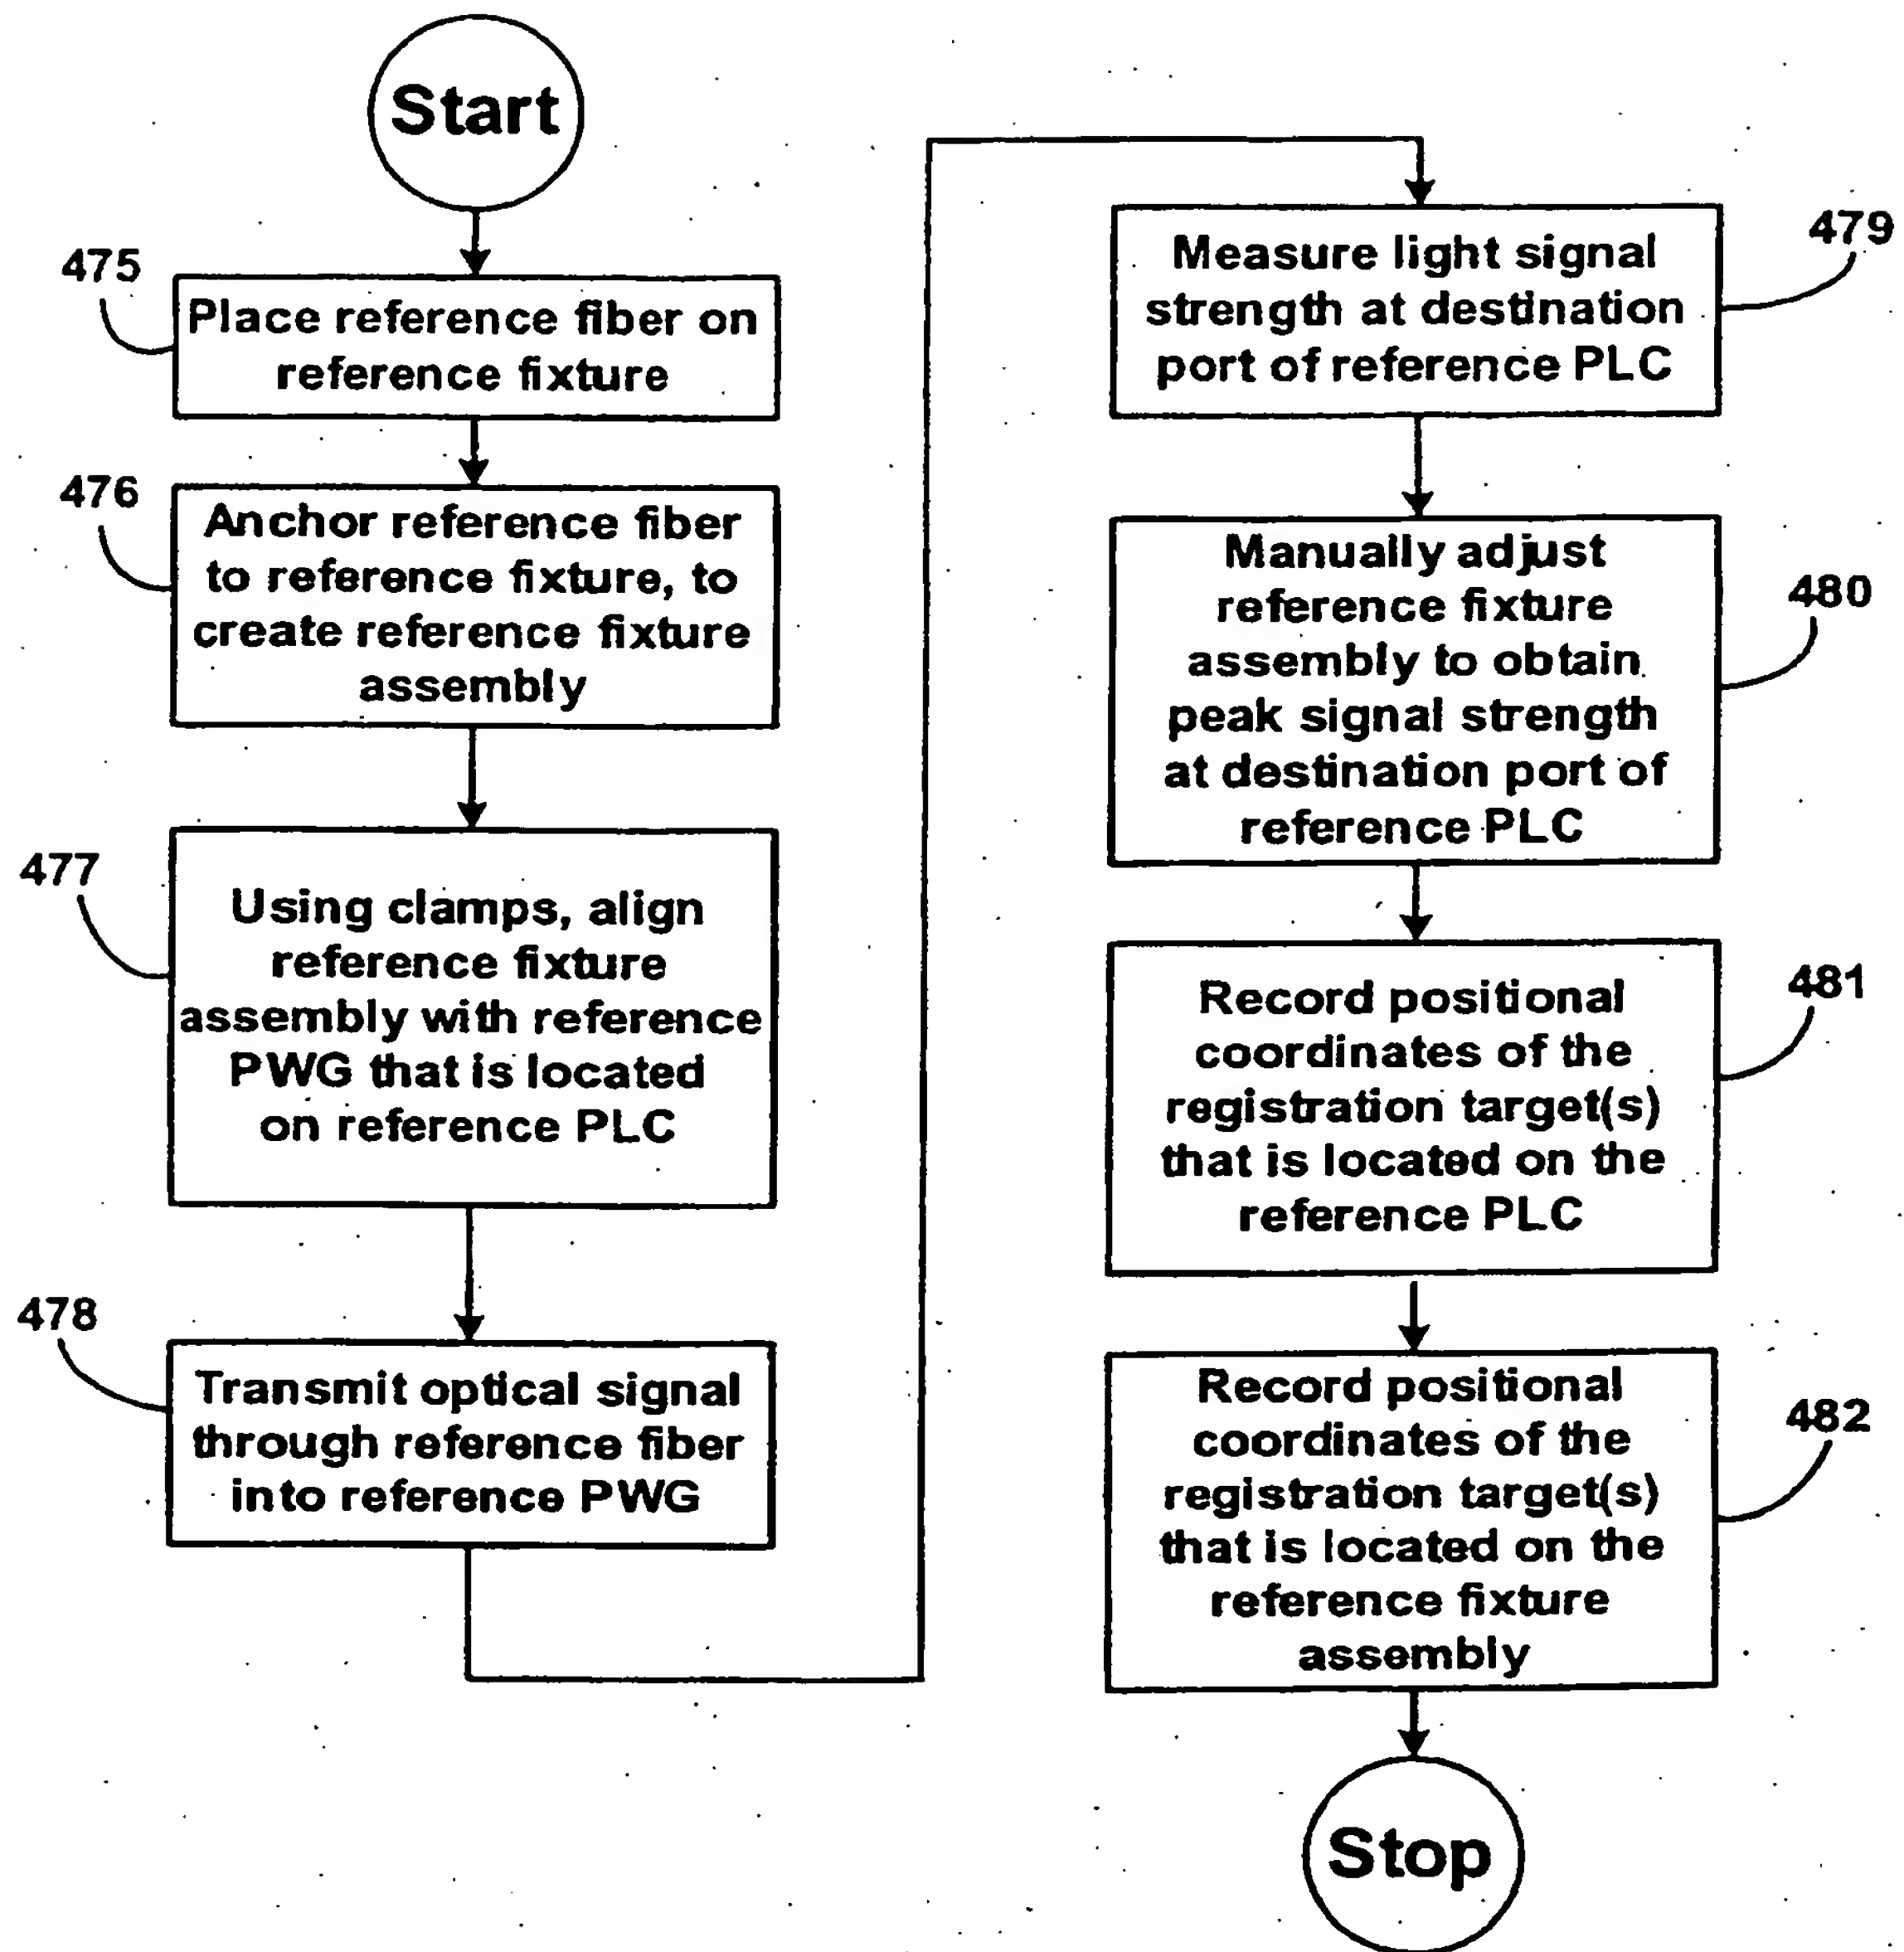 Start
475
Place reference fiber on
reference fixture
476
Anchor reference fiber
to reference fixture, to
create reference fixture
assembly
477
Using clamps, align
reference fixture
assembly with reference
PWG that is located
on reference PLC
478
Transmit optical signal
through reference fiber
into reference PWG
479
Measure light signal
strength at destination
port of reference PLC
480
Manually adjust
reference fixture
assembly to obtain
peak signal strength
at destination port of
reference PLC
481
Record positional
coordinates of the
registration target(s)
that is located on the
reference PLC
482
Record positional
coordinates of the
registration target(s)
that is located on the
reference fixture
assembly
Stop